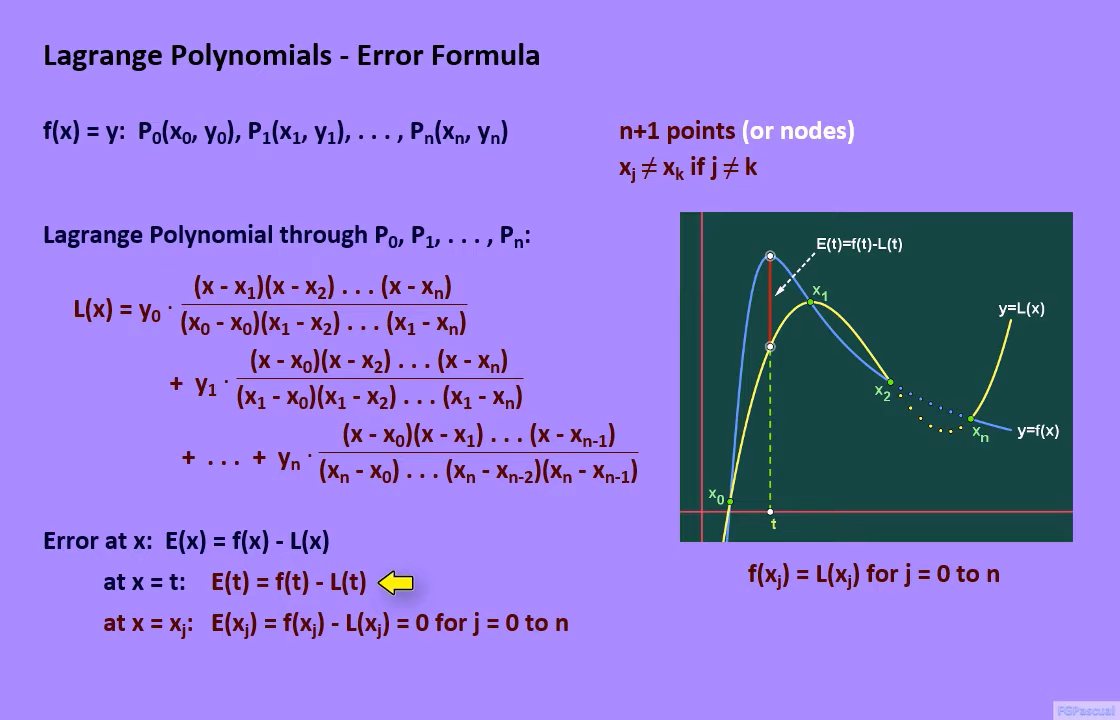 Lagrange Polynomials - Error Formula
f(x) = y: P₀(x₀, y₀), P₁(x₁, y₁), . . . , Pₙ(xₙ, yₙ)
n+1 points (or nodes)
xⱼ ≠ xₖ if j ≠ k
Lagrange Polynomial through P₀, P₁, . . . , Pₙ:
L(x) = y₀ · (x - x₁)(x - x₂) . . . (x - xₙ) / (x₀ - x₀)(x₁ - x₂) . . . (x₁ - xₙ)
+ y₁ · (x - x₀)(x - x₂) . . . (x - xₙ) / (x₁ - x₀)(x₁ - x₂) . . . (x₁ - xₙ)
+ . . . + yₙ · (x - x₀)(x - x₁) . . . (x - xₙ₋₁) / (xₙ - x₀) . . . (xₙ - xₙ₋₂)(xₙ - xₙ₋₁)
Error at x: E(x) = f(x) - L(x)
at x = t: E(t) = f(t) - L(t)
at x = xⱼ: E(xⱼ) = f(xⱼ) - L(xⱼ) = 0 for j = 0 to n
E(t)=f(t)-L(t)
x₁
y=L(x)
x₂
xₙ
y=f(x)
x₀
t
f(xⱼ) = L(xⱼ) for j = 0 to n
FGPascual